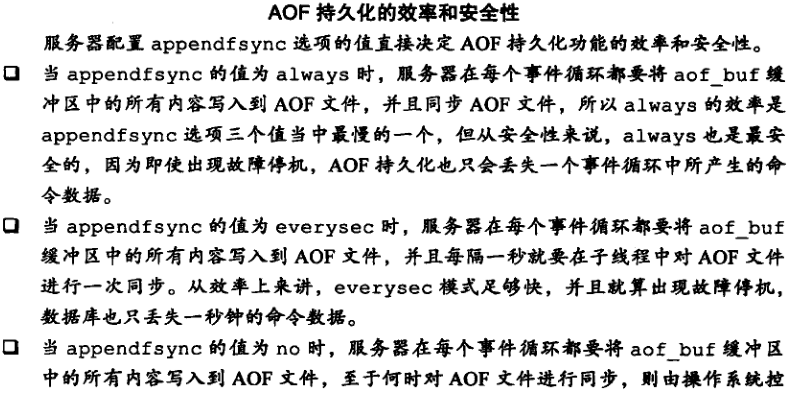 AOF 持久化的效率和安全性
服务器配置 appendfsync 选项的值直接决定 AOF 持久化功能的效率和安全性。
❑ 当 appendfsync 的值为 always 时，服务器在每个事件循环都要将 aof_buf 缓
冲区中的所有内容写入到 AOF 文件，并且同步 AOF 文件，所以 always 的效率是
appendfsync 选项三个值当中最慢的一个，但从安全性来说，always 也是最安
全的，因为即使出现故障停机，AOF 持久化也只会丢失一个事件循环中所产生的命
令数据。
❑ 当 appendfsync 的值为 everysec 时，服务器在每个事件循环都要将 aof_buf
缓冲区中的所有内容写入到 AOF 文件，并且每隔一秒就要在子线程中对 AOF 文件
进行一次同步。从效率上来讲，everysec 模式足够快，并且就算出现故障停机，
数据库也只丢失一秒钟的命令数据。
❑ 当 appendfsync 的值为 no 时，服务器在每个事件循环都要将 aof_buf 缓冲区
中的所有内容写入到 AOF 文件，至于何时对 AOF 文件进行同步，则由操作系统控